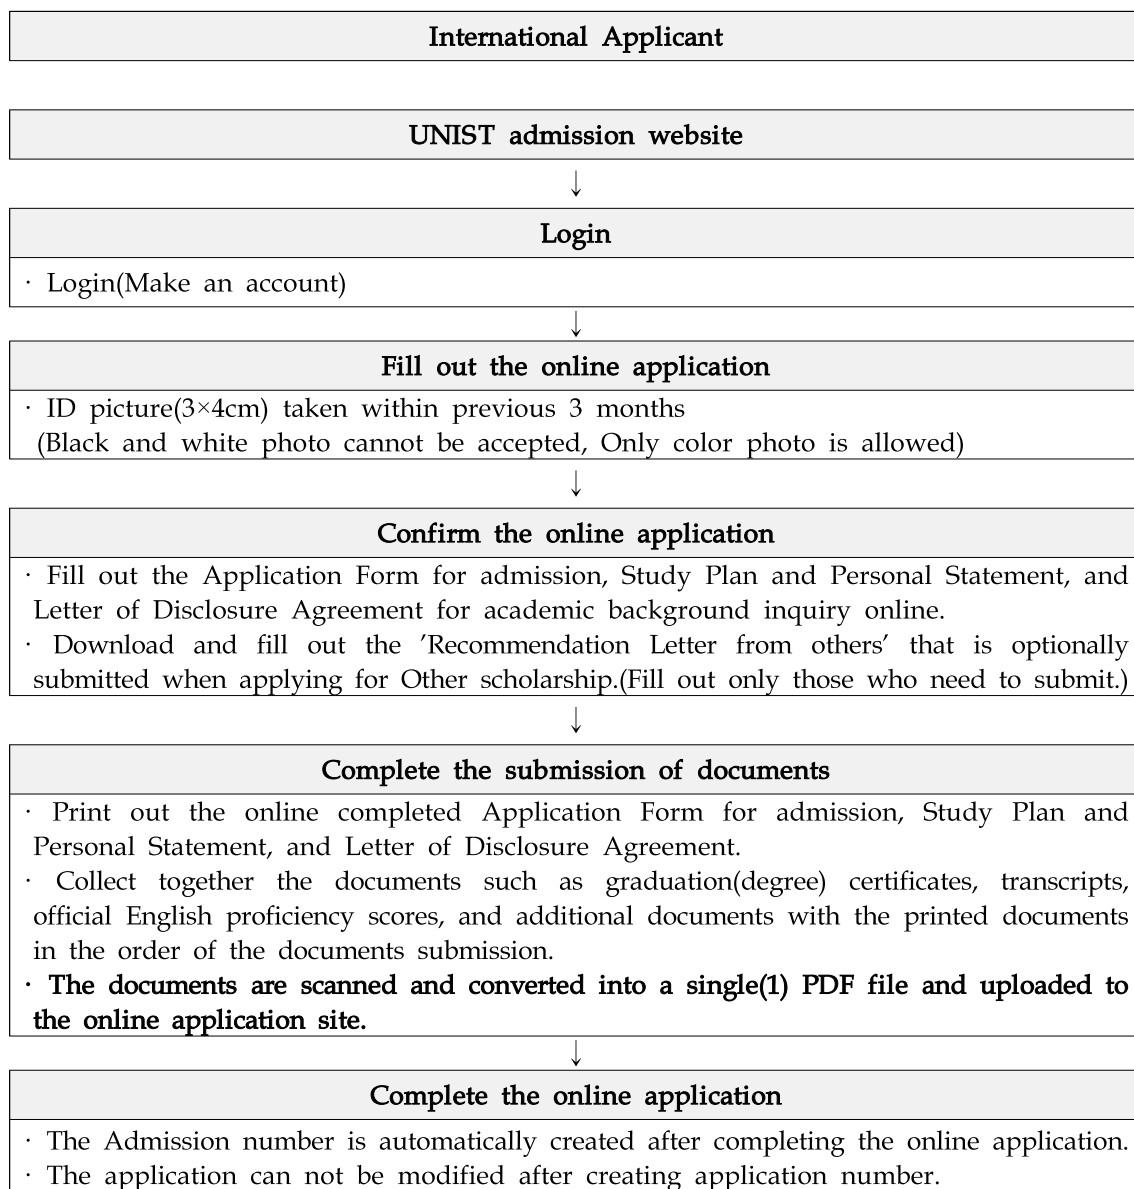 International Applicant
UNIST admission website
↓
Login
· Login(Make an account)
↓
Fill out the online application
· ID picture(3×4cm) taken within previous 3 months
(Black and white photo cannot be accepted, Only color photo is allowed)
↓
Confirm the online application
· Fill out the Application Form for admission, Study Plan and Personal Statement, and
Letter of Disclosure Agreement for academic background inquiry online.
· Download and fill out the ’Recommendation Letter from others’ that is optionally
submitted when applying for Other scholarship.(Fill out only those who need to submit.)
↓
Complete the submission of documents
· Print out the online completed Application Form for admission, Study Plan and
Personal Statement, and Letter of Disclosure Agreement.
· Collect together the documents such as graduation(degree) certificates, transcripts,
official English proficiency scores, and additional documents with the printed documents
in the order of the documents submission.
· The documents are scanned and converted into a single(1) PDF file and uploaded to
the online application site.
↓
Complete the online application
· The Admission number is automatically created after completing the online application.
· The application can not be modified after creating application number.